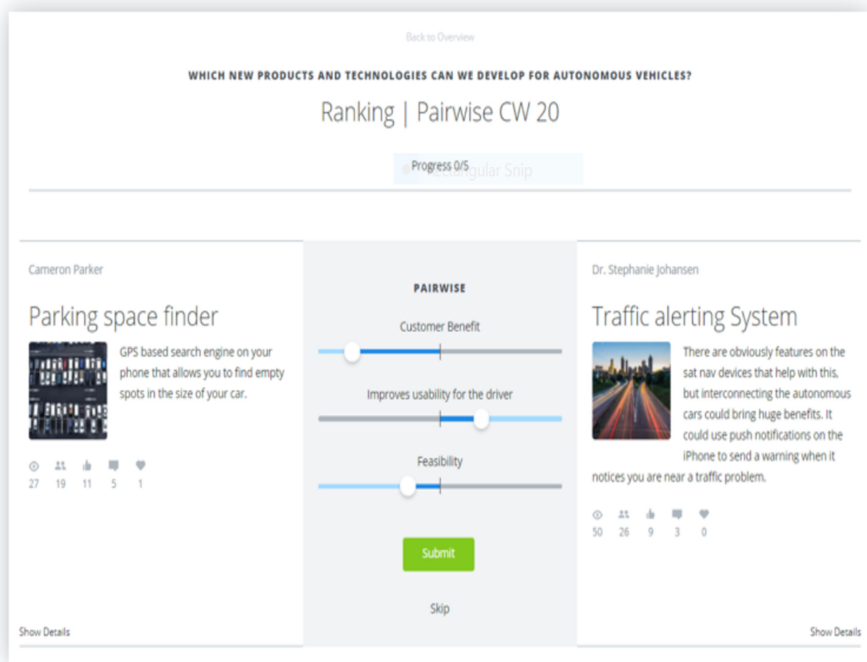 Back to Overview
WHICH NEW PRODUCTS AND TECHNOLOGIES CAN WE DEVELOP FOR AUTONOMOUS VEHICLES?
Ranking | Pairwise CW 20
Progress 0/5
Snip
Cameron Parker
Parking space finder
GPS based search engine on your
phone that allows you to find empty
spots in the size of your car.
27 19 11 5 1
Show Details
PAIRWISE
Customer Benefit
Improves usability for the driver
Feasibility
Submit
Skip
Dr. Stephanie Johansen
Traffic alerting System
There are obviously features on the
sat nav devices that help with this,
but interconnecting the autonomous
cars could bring huge benefits. It
could use push notifications on the
iPhone to send a warning when it
notices you are near a traffic problem.
50 26 9 3 0
Show Details